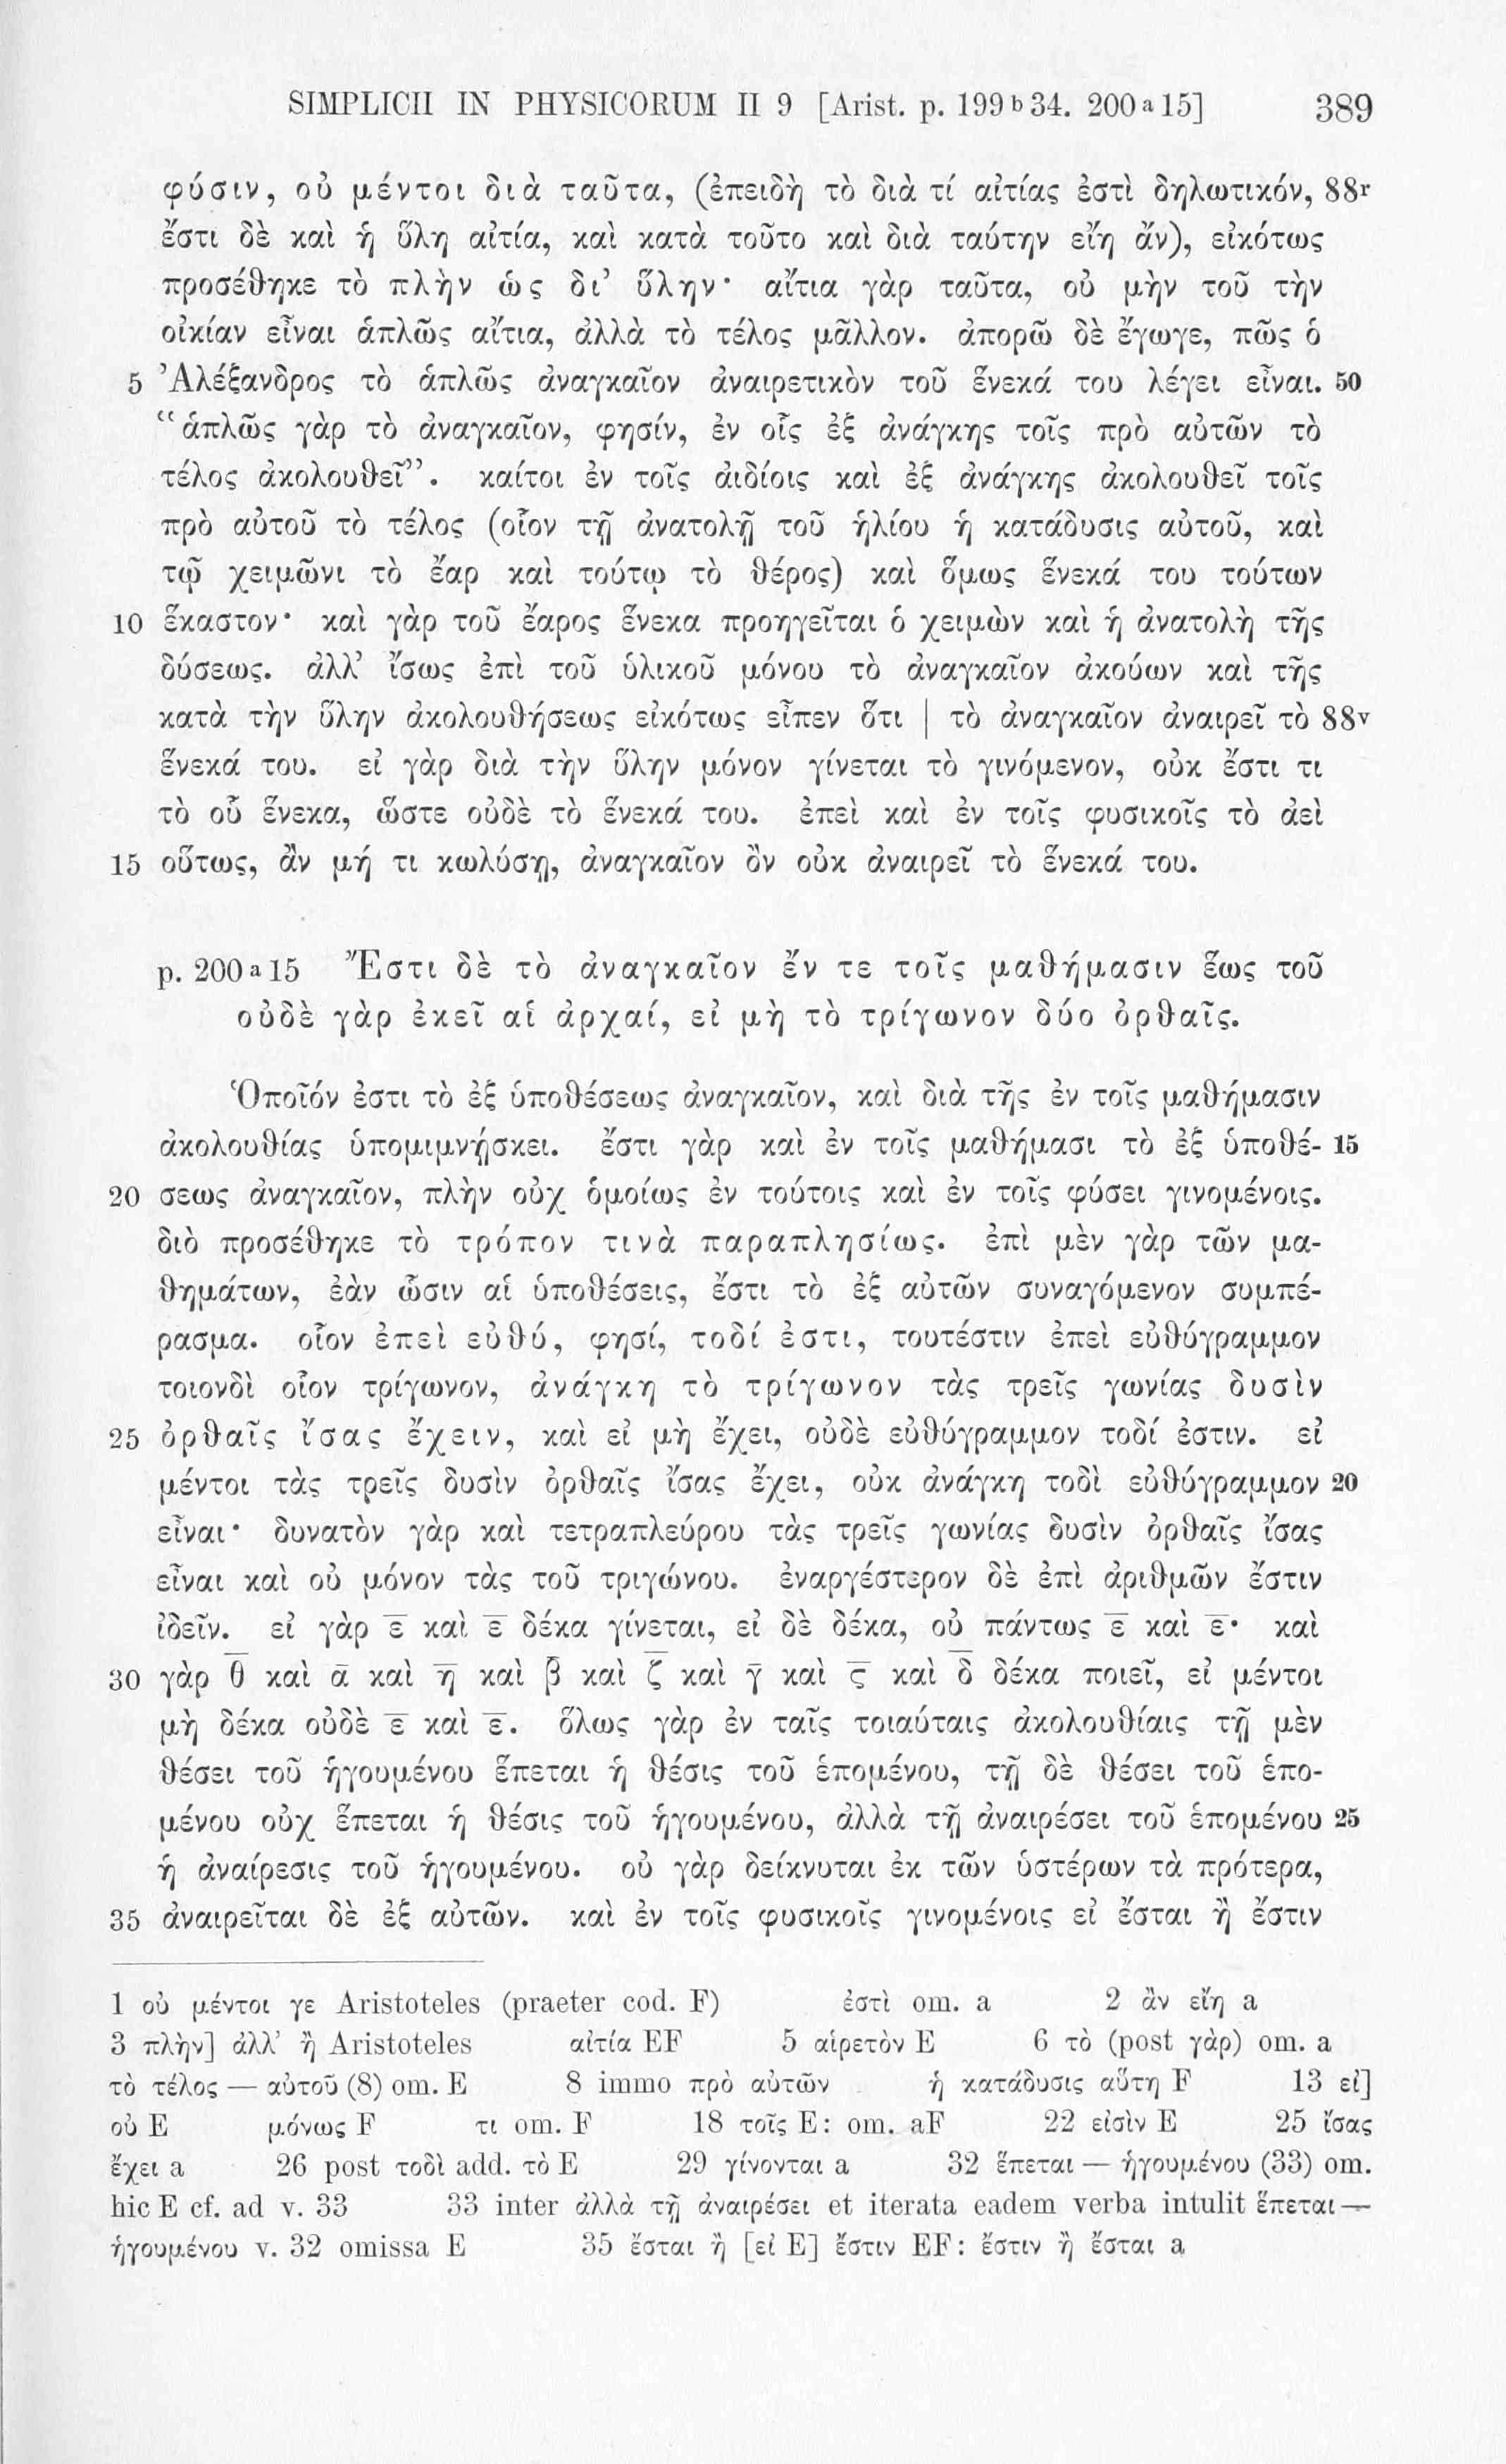 SIMPLICII IN PHYSICORUM II 9 [Arist. p. 199 b 34. 200 a 15] 389
φύσιν, οὐ μέντοι διὰ ταῦτα, (ἐπειδὴ τὸ διὰ τί αἰτίας ἐστὶ δηλωτικόν, 88r
ἔστι δὲ καὶ ἡ ὕλη αἰτία, καὶ κατὰ τοῦτο καὶ διὰ ταύτην εἴη ἄν), εἰκότως
προσέθηκε τὸ πλὴν ὡς δι’ ὕλην· αἴτια γὰρ ταῦτα, οὐ μὴν τοῦ τὴν
οἰκίαν εἶναι ἁπλῶς αἴτια, ἀλλὰ τὸ τέλος μᾶλλον. ἀπορῶ δὲ ἔγωγε, πῶς ὁ
5 Ἀλέξανδρος τὸ ἁπλῶς ἀναγκαῖον ἀναιρετικὸν τοῦ ἕνεκά του λέγει εἶναι. 50
“ἁπλῶς γὰρ τὸ ἀναγκαῖον, φησίν, ἐν οἷς ἐξ ἀνάγκης τοῖς πρὸ αὐτῶν τὸ
τέλος ἀκολουθεῖ”. καίτοι ἐν τοῖς ἀιδίοις καὶ ἐξ ἀνάγκης ἀκολουθεῖ τοῖς
πρὸ αὐτοῦ τὸ τέλος (οἷον τῇ ἀνατολῇ τοῦ ἡλίου ἡ κατάδυσις αὐτοῦ, καὶ
τῷ χειμῶνι τὸ ἔαρ καὶ τούτῳ τὸ θέρος) καὶ ὅμως ἕνεκά του τούτων
10 ἕκαστον· καὶ γὰρ τοῦ ἔαρος ἕνεκα προηγεῖται ὁ χειμὼν καὶ ἡ ἀνατολὴ τῆς
δύσεως. ἀλλ’ ἴσως ἐπὶ τοῦ ὑλικοῦ μόνου τὸ ἀναγκαῖον ἀκούων καὶ τῆς
κατὰ τὴν ὕλην ἀκολουθήσεως εἰκότως εἶπεν ὅτι | τὸ ἀναγκαῖον ἀναιρεῖ τὸ 88v
ἕνεκά του. εἰ γὰρ διὰ τὴν ὕλην μόνον γίνεται τὸ γινόμενον, οὐκ ἔστι τι
τὸ οὗ ἕνεκα, ὥστε οὐδὲ τὸ ἕνεκά του. ἐπεὶ καὶ ἐν τοῖς φυσικοῖς τὸ ἀεὶ
15 οὕτως, ἂν μή τι κωλύσῃ, ἀναγκαῖον ὂν οὐκ ἀναιρεῖ τὸ ἕνεκά του.
p. 200 a 15 Ἔστι δὲ τὸ ἀναγκαῖον ἔν τε τοῖς μαθήμασιν ἕως τοῦ
οὐδὲ γὰρ ἐκεῖ αἱ ἀρχαί, εἰ μὴ τὸ τρίγωνον δύο ὀρθαῖς.
Ὁποῖόν ἐστι τὸ ἐξ ὑποθέσεως ἀναγκαῖον, καὶ διὰ τῆς ἐν τοῖς μαθήμασιν
ἀκολουθίας ὑπομιμνήσκει. ἔστι γὰρ καὶ ἐν τοῖς μαθήμασι τὸ ἐξ ὑποθέ- 15
20 σεως ἀναγκαῖον, πλὴν οὐχ ὁμοίως ἐν τούτοις καὶ ἐν τοῖς φύσει γινομένοις.
διὸ προσέθηκε τὸ τρόπον τινὰ παραπλησίως. ἐπὶ μὲν γὰρ τῶν μα-
θημάτων, ἐὰν ὦσιν αἱ ὑποθέσεις, ἔστι τὸ ἐξ αὐτῶν συναγόμενον συμπέ-
ρασμα. οἷον ἐπεὶ εὐθύ, φησί, τοδί ἐστι, τουτέστιν ἐπεὶ εὐθύγραμμον
τοιονδὶ οἷον τρίγωνον, ἀνάγκη τὸ τρίγωνον τὰς τρεῖς γωνίας δυσὶν
25 ὀρθαῖς ἴσας ἔχειν, καὶ εἰ μὴ ἔχει, οὐδὲ εὐθύγραμμον τοδί ἐστιν. εἰ
μέντοι τὰς τρεῖς δυσὶν ὀρθαῖς ἴσας ἔχει, οὐκ ἀνάγκη τοδὶ εὐθύγραμμον 20
εἶναι· δυνατὸν γὰρ καὶ τετραπλεύρου τὰς τρεῖς γωνίας δυσὶν ὀρθαῖς ἴσας
εἶναι καὶ οὐ μόνον τὰς τοῦ τριγώνου. ἐναργέστερον δὲ ἐπὶ ἀριθμῶν ἔστιν
ἰδεῖν. εἰ γὰρ ε̅ καὶ ε̅ δέκα γίνεται, εἰ δὲ δέκα, οὐ πάντως ε̅ καὶ ε̅· καὶ
30 γὰρ θ̅ καὶ α̅ καὶ η̅ καὶ β̅ καὶ ζ̅ καὶ γ̅ καὶ ϛ̅ καὶ δ̅ δέκα ποιεῖ, εἰ μέντοι
μὴ δέκα οὐδὲ ε̅ καὶ ε̅. ὅλως γὰρ ἐν ταῖς τοιαύταις ἀκολουθίαις τῇ μὲν
θέσει τοῦ ἡγουμένου ἕπεται ἡ θέσις τοῦ ἑπομένου, τῇ δὲ θέσει τοῦ ἑπο-
μένου οὐχ ἕπεται ἡ θέσις τοῦ ἡγουμένου, ἀλλὰ τῇ ἀναιρέσει τοῦ ἑπομένου 25
ἡ ἀναίρεσις τοῦ ἡγουμένου. οὐ γὰρ δείκνυται ἐκ τῶν ὑστέρων τὰ πρότερα,
35 ἀναιρεῖται δὲ ἐξ αὐτῶν. καὶ ἐν τοῖς φυσικοῖς γινομένοις εἰ ἔσται ἢ ἔστιν
1 οὐ μέντοι γε Aristoteles (praeter cod. F) ἐστὶ om. a 2 ἂν εἴη a
3 πλὴν] ἀλλ’ ἢ Aristoteles αἰτία EF 5 αἱρετὸν E 6 τὸ (post γὰρ) om. a
τὸ τέλος — αὐτοῦ (8) om. E 8 immo πρὸ αὐτῶν ἡ κατάδυσις αὕτη F 13 εἰ]
οὐ E μόνως F τι om. F 18 τοῖς E: om. aF 22 εἰσὶν E 25 ἴσας
ἔχει a 26 post τοδὶ add. τὸ E 29 γίνονται a 32 ἕπεται — ἡγουμένου (33) om.
hic E cf. ad v. 33 33 inter ἀλλὰ τῇ ἀναιρέσει et iterata eadem verba intulit ἕπεται —
ἡγουμένου v. 32 omissa E 35 ἔσται ἢ [εἰ E] ἔστιν EF: ἔστιν ἢ ἔσται a